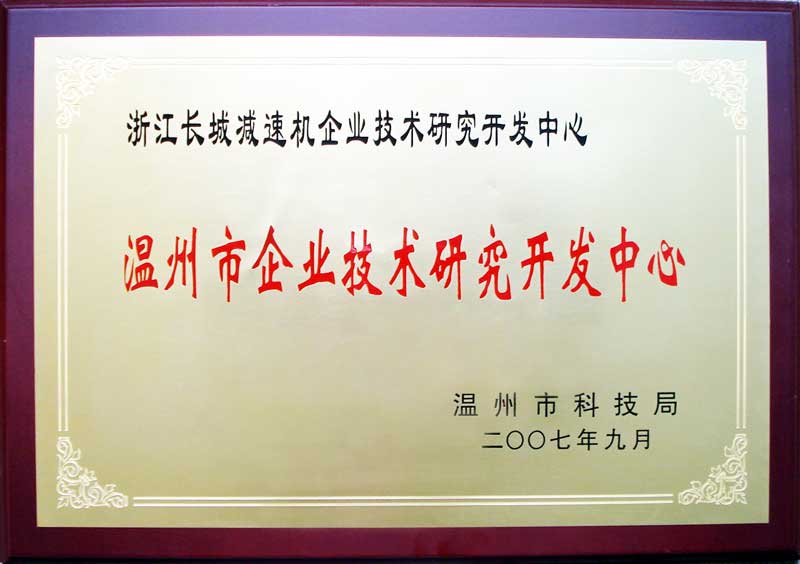 浙江长城减速机企业技术研究开发中心
温州市企业技术研究开发中心
温州市科技局
二〇〇七年九月